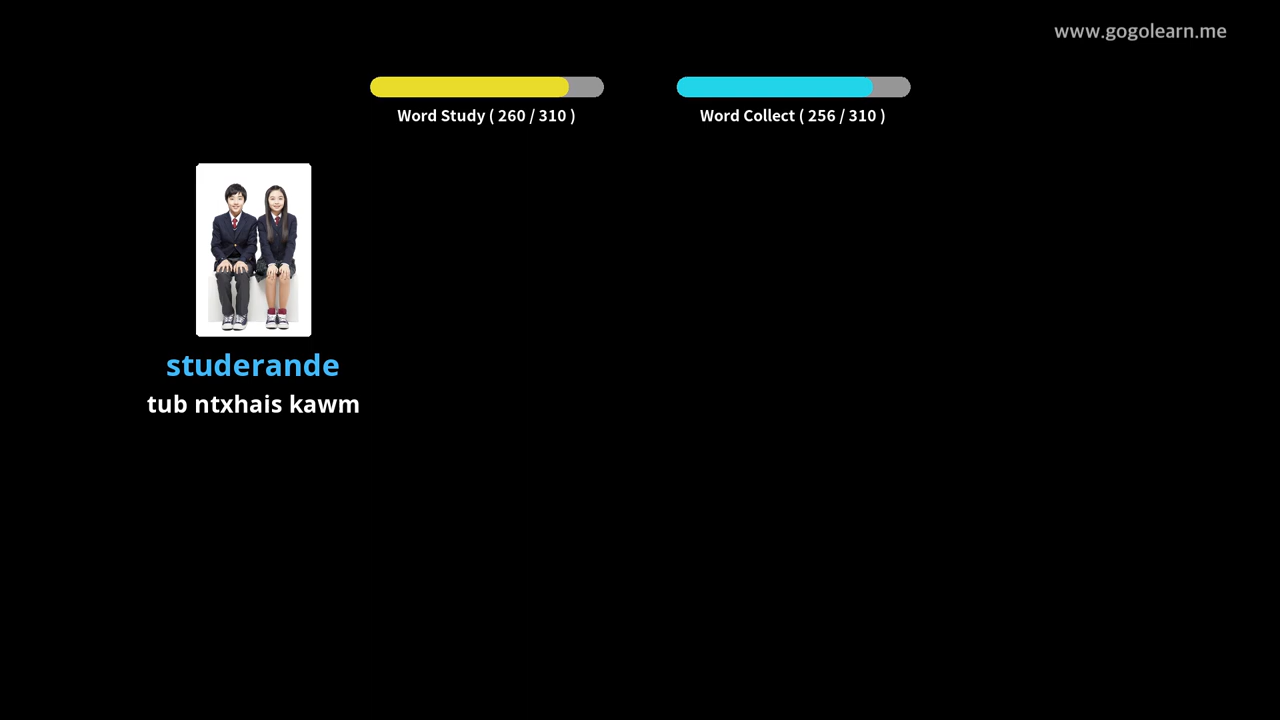 www.gogolearn.me
Word Study ( 260 / 310 )
Word Collect ( 256 / 310 )
studerande
tub ntxhais kawm